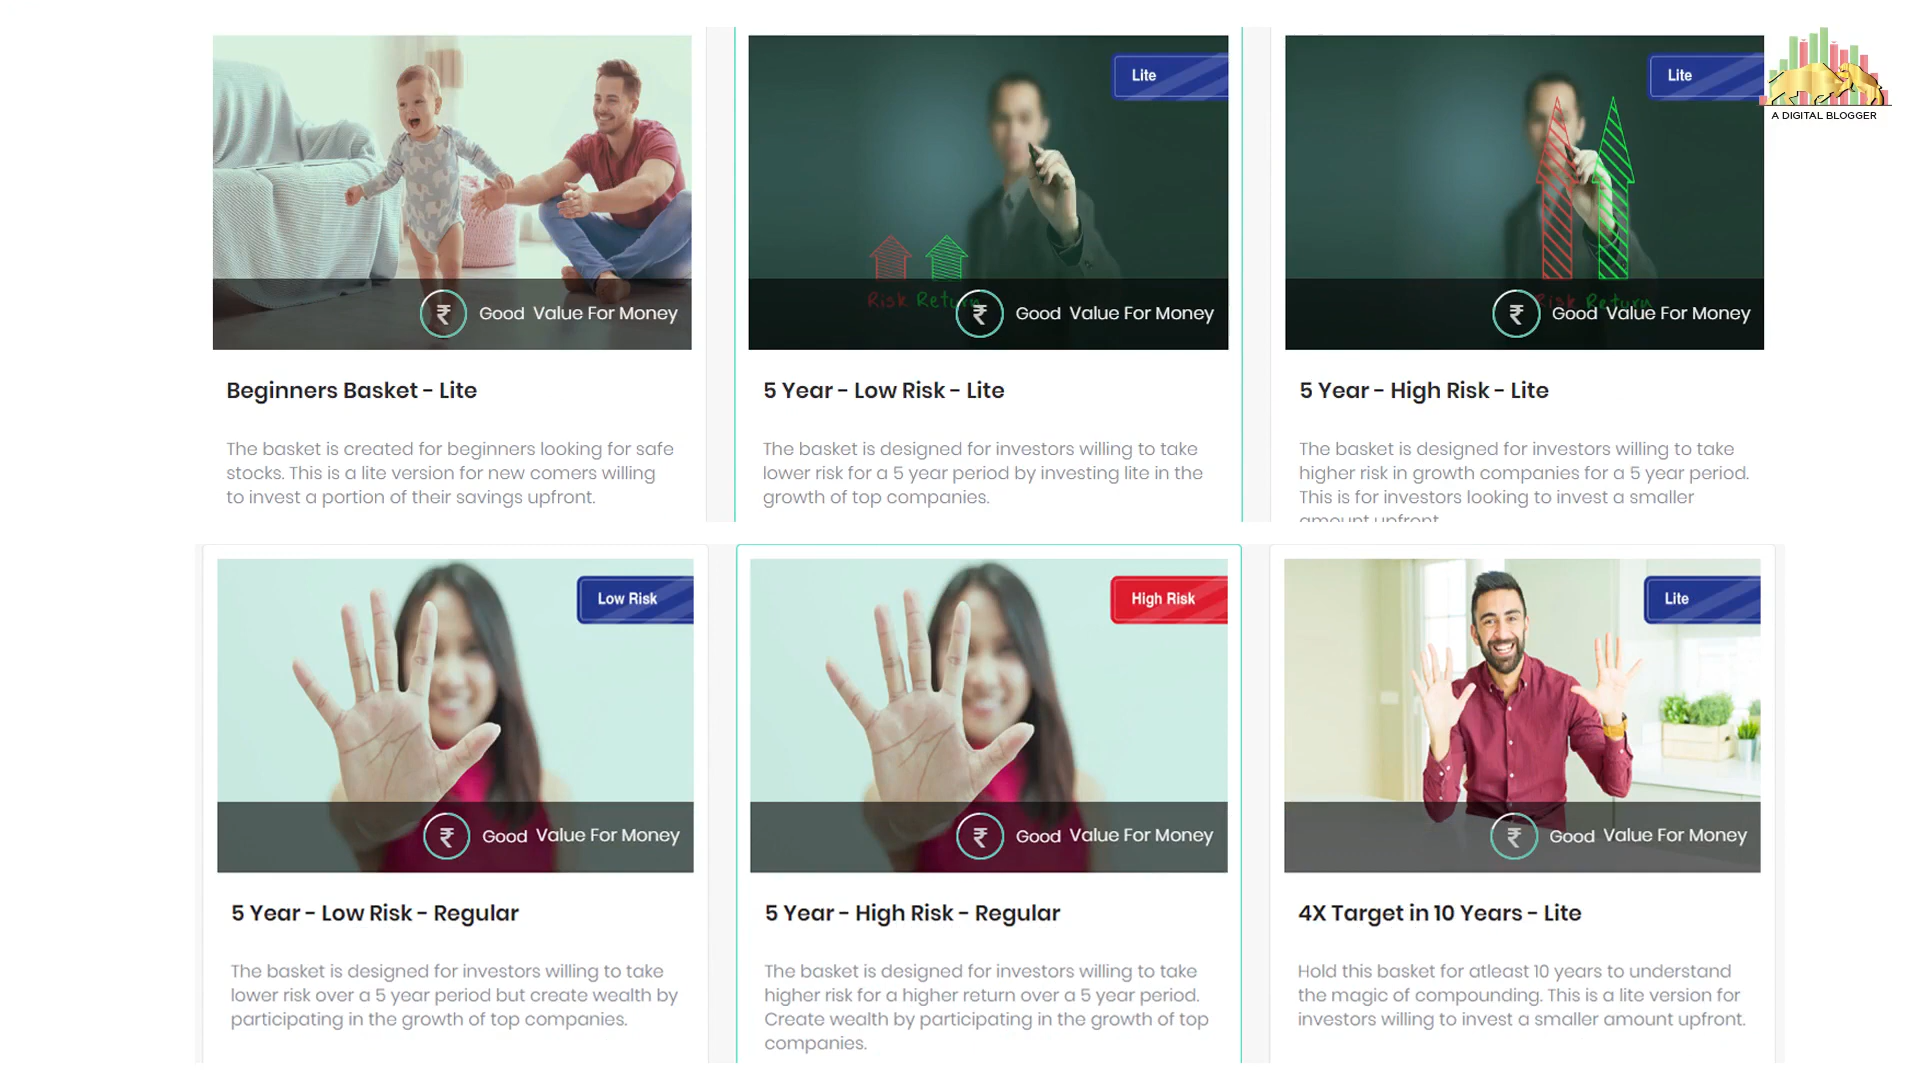 Lite
Lite
A DIGITAL BLOGGER
Risk Return
Risk Return
₹ Good Value For Money
₹ Good Value For Money
₹ Good Value For Money
Beginners Basket - Lite
The basket is created for beginners looking for safe
stocks. This is a lite version for new comers willing
to invest a portion of their savings upfront.
5 Year - Low Risk - Lite
The basket is designed for investors willing to take
lower risk for a 5 year period by investing lite in the
growth of top companies.
5 Year - High Risk - Lite
The basket is designed for investors willing to take
higher risk in growth companies for a 5 year period.
This is for investors looking to invest a smaller
amount upfront
Low Risk
₹ Good Value For Money
5 Year - Low Risk - Regular
The basket is designed for investors willing to take
lower risk over a 5 year period but create wealth by
participating in the growth of top companies.
High Risk
₹ Good Value For Money
5 Year - High Risk - Regular
The basket is designed for investors willing to take
higher risk for a higher return over a 5 year period.
Create wealth by participating in the growth of top
companies.
Lite
₹ Good Value For Money
4X Target in 10 Years - Lite
Hold this basket for atleast 10 years to understand
the magic of compounding. This is a lite version for
investors willing to invest a smaller amount upfront.